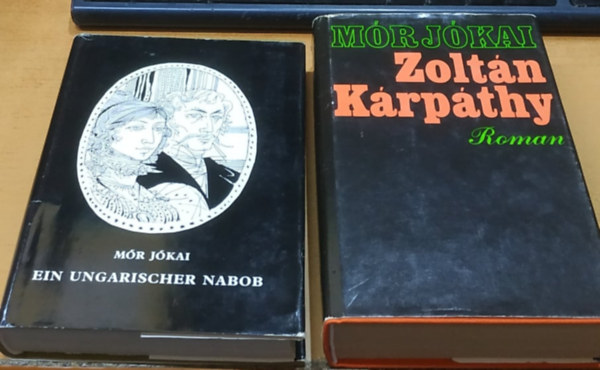 MÓR JÓKAI
EIN UNGARISCHER NABOB
MÓR JÓKAI
Zoltán
Kárpáthy
Roman